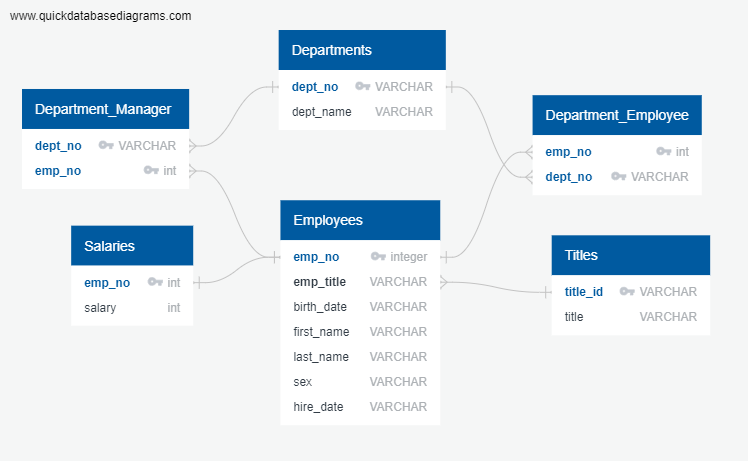 www.quickdatabasediagrams.com
Departments
dept_no VARCHAR
dept_name VARCHAR
Department_Manager
dept_no VARCHAR
emp_no int
Department_Employee
emp_no int
dept_no VARCHAR
Salaries
emp_no int
salary int
Employees
emp_no integer
emp_title VARCHAR
birth_date VARCHAR
first_name VARCHAR
last_name VARCHAR
sex VARCHAR
hire_date VARCHAR
Titles
title_id VARCHAR
title VARCHAR